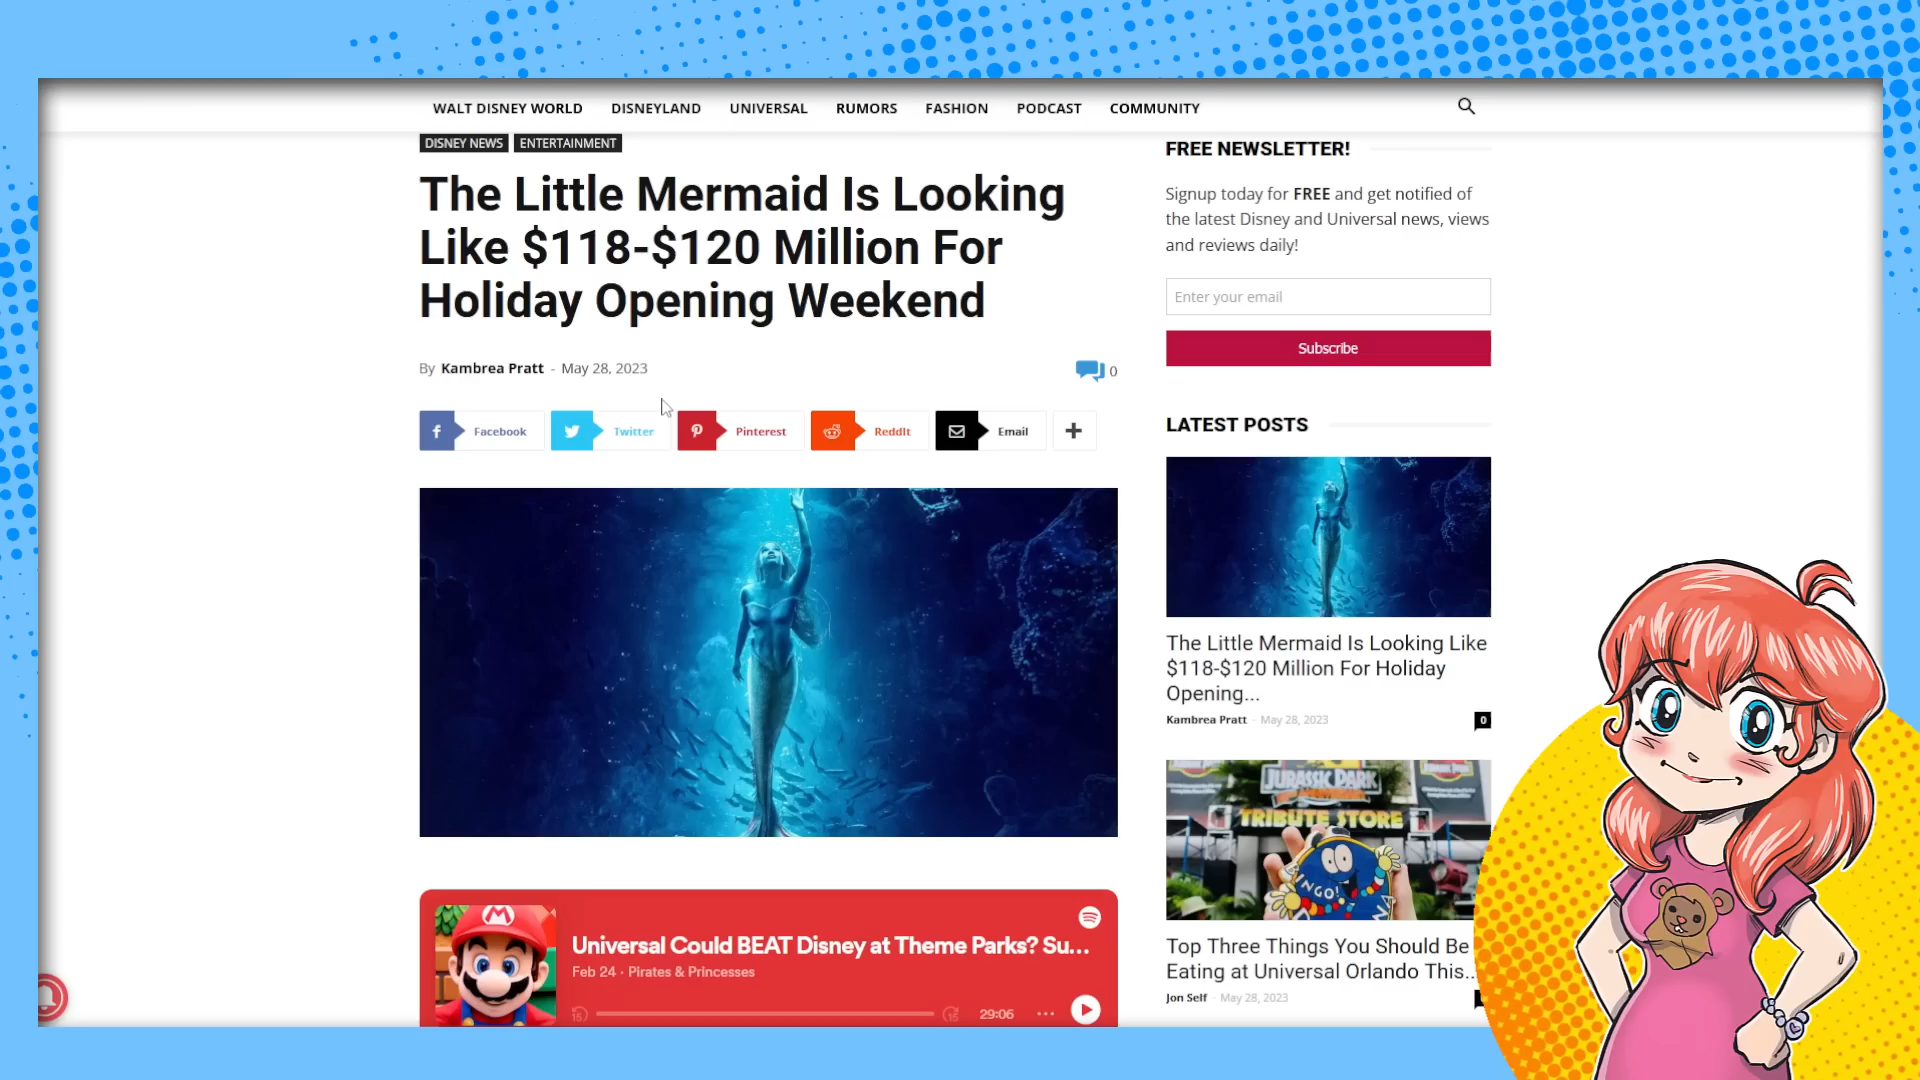 WALT DISNEY WORLD DISNEYLAND UNIVERSAL RUMORS FASHION PODCAST COMMUNITY
DISNEY NEWS ENTERTAINMENT
The Little Mermaid Is Looking
Like $118-$120 Million For
Holiday Opening Weekend
By Kambrea Pratt - May 28, 2023
0
Facebook Twitter Pinterest ReddIt Email
Universal Could BEAT Disney at Theme Parks? Su...
Feb 24 · Pirates & Princesses
15 15 29:06
FREE NEWSLETTER!
Signup today for FREE and get notified of
the latest Disney and Universal news, views
and reviews daily!
Enter your email
Subscribe
LATEST POSTS
The Little Mermaid Is Looking Like
$118-$120 Million For Holiday
Opening...
Kambrea Pratt - May 28, 2023
0
JURASSIC PARK
TRIBUTE STORE
Top Three Things You Should Be
Eating at Universal Orlando This...
Jon Self - May 28, 2023